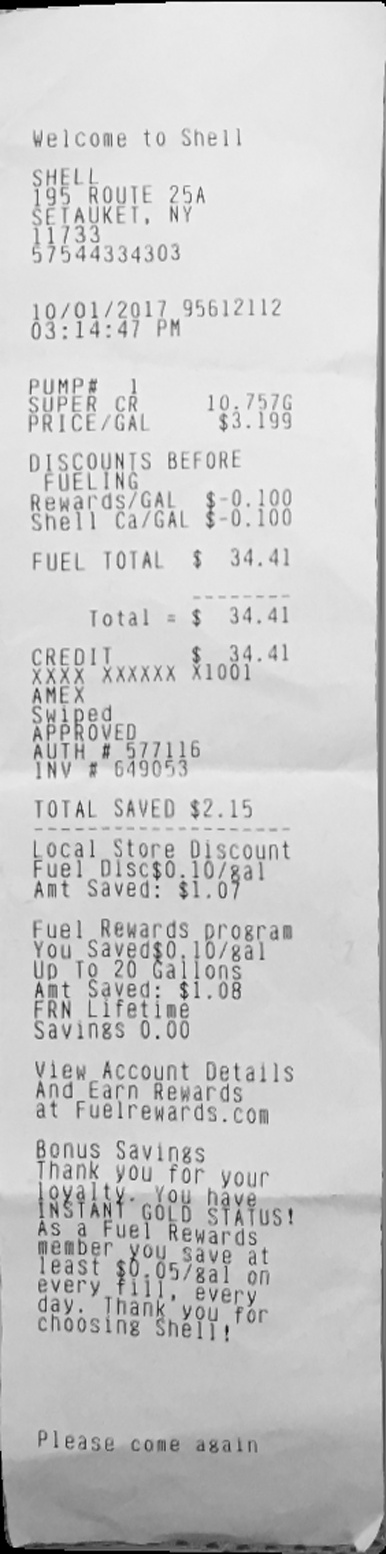 Welcome to Shell
SHELL
195 ROUTE 25A
SETAUKET, NY
11733
57544334303
10/01/2017 95612112
03:14:47 PM
PUMP# 1
SUPER CR 10.757G
PRICE/GAL $3.199
DISCOUNTS BEFORE
FUELING
Rewards/GAL $-0.100
Shell Ca/GAL $-0.100
FUEL TOTAL $ 34.41
--------
Total = $ 34.41
CREDIT $ 34.41
XXXX XXXXXX X1001
AMEX
Swiped
APPROVED
AUTH # 577116
INV # 649053
TOTAL SAVED $2.15
--------------------
Local Store Discount
Fuel Disc$0.10/gal
Amt Saved: $1.07
Fuel Rewards program
You Saved$0.10/gal
Up To 20 Gallons
Amt Saved: $1.08
FRN Lifetime
Savings 0.00
View Account Details
And Earn Rewards
at Fuelrewards.com
Bonus Savings
Thank you for your
loyalty. You have
INSTANT GOLD STATUS!
As a Fuel Rewards
member you save at
least $0.05/gal on
every fill, every
day. Thank you for
choosing Shell!
Please come again